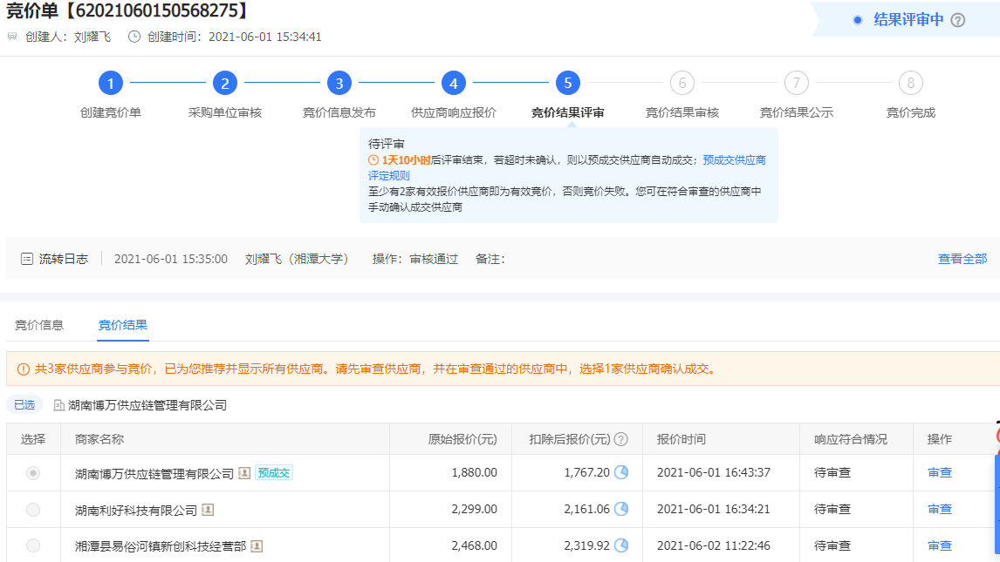 竞价单【62021060150568275】
创建人：刘耀飞 创建时间：2021-06-01 15:34:41
结果评审中 ?
1 2 3 4 5 6 7 8
创建竞价单 采购单位审核 竞价信息发布 供应商响应报价 竞价结果评审 竞价结果审核 竞价结果公示 竞价完成
待评审
1天10小时后评审结束，若超时未确认，则以预成交供应商自动成交；预成交供应商
评定规则
至少有2家有效报价供应商即为有效竞价，否则竞价失败。您可在符合审查的供应商中
手动确认成交供应商
流转日志 2021-06-01 15:35:00 刘耀飞（湘潭大学） 操作：审核通过 备注： 查看全部
竞价信息 竞价结果
共3家供应商参与竞价，已为您推荐并显示所有供应商。请先审查供应商，并在审查通过的供应商中，选择1家供应商确认成交。
已选 湖南博万供应链管理有限公司
选择 商家名称 原始报价(元) 扣除后报价(元) ? 报价时间 响应符合情况 操作
湖南博万供应链管理有限公司 预成交 1,880.00 1,767.20 2021-06-01 16:43:37 待审查 审查
湖南利好科技有限公司 2,299.00 2,161.06 2021-06-01 16:34:21 待审查 审查
湘潭县易俗河镇新创科技经营部 2,468.00 2,319.92 2021-06-02 11:22:46 待审查 审查